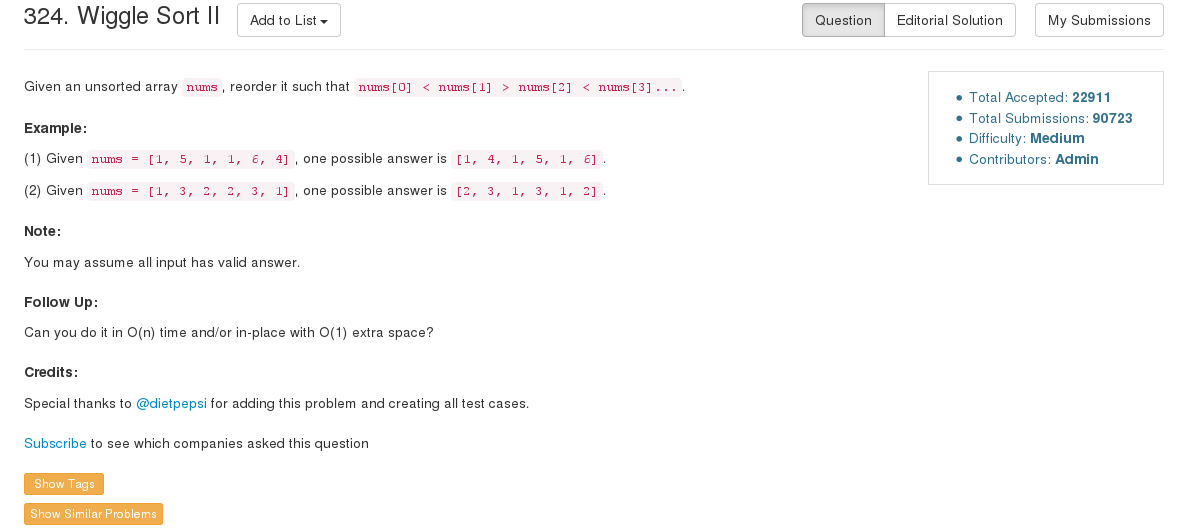 324. Wiggle Sort II
Add to List
Question
Editorial Solution
My Submissions
Given an unsorted array nums, reorder it such that nums[0] < nums[1] > nums[2] < nums[3]....
Total Accepted: 22911
Total Submissions: 90723
Difficulty: Medium
Contributors: Admin
Example:
(1) Given nums = [1, 5, 1, 1, 6, 4], one possible answer is [1, 4, 1, 5, 1, 6].
(2) Given nums = [1, 3, 2, 2, 3, 1], one possible answer is [2, 3, 1, 3, 1, 2].
Note:
You may assume all input has valid answer.
Follow Up:
Can you do it in O(n) time and/or in-place with O(1) extra space?
Credits:
Special thanks to @dietpepsi for adding this problem and creating all test cases.
Subscribe to see which companies asked this question
Show Tags
Show Similar Problems